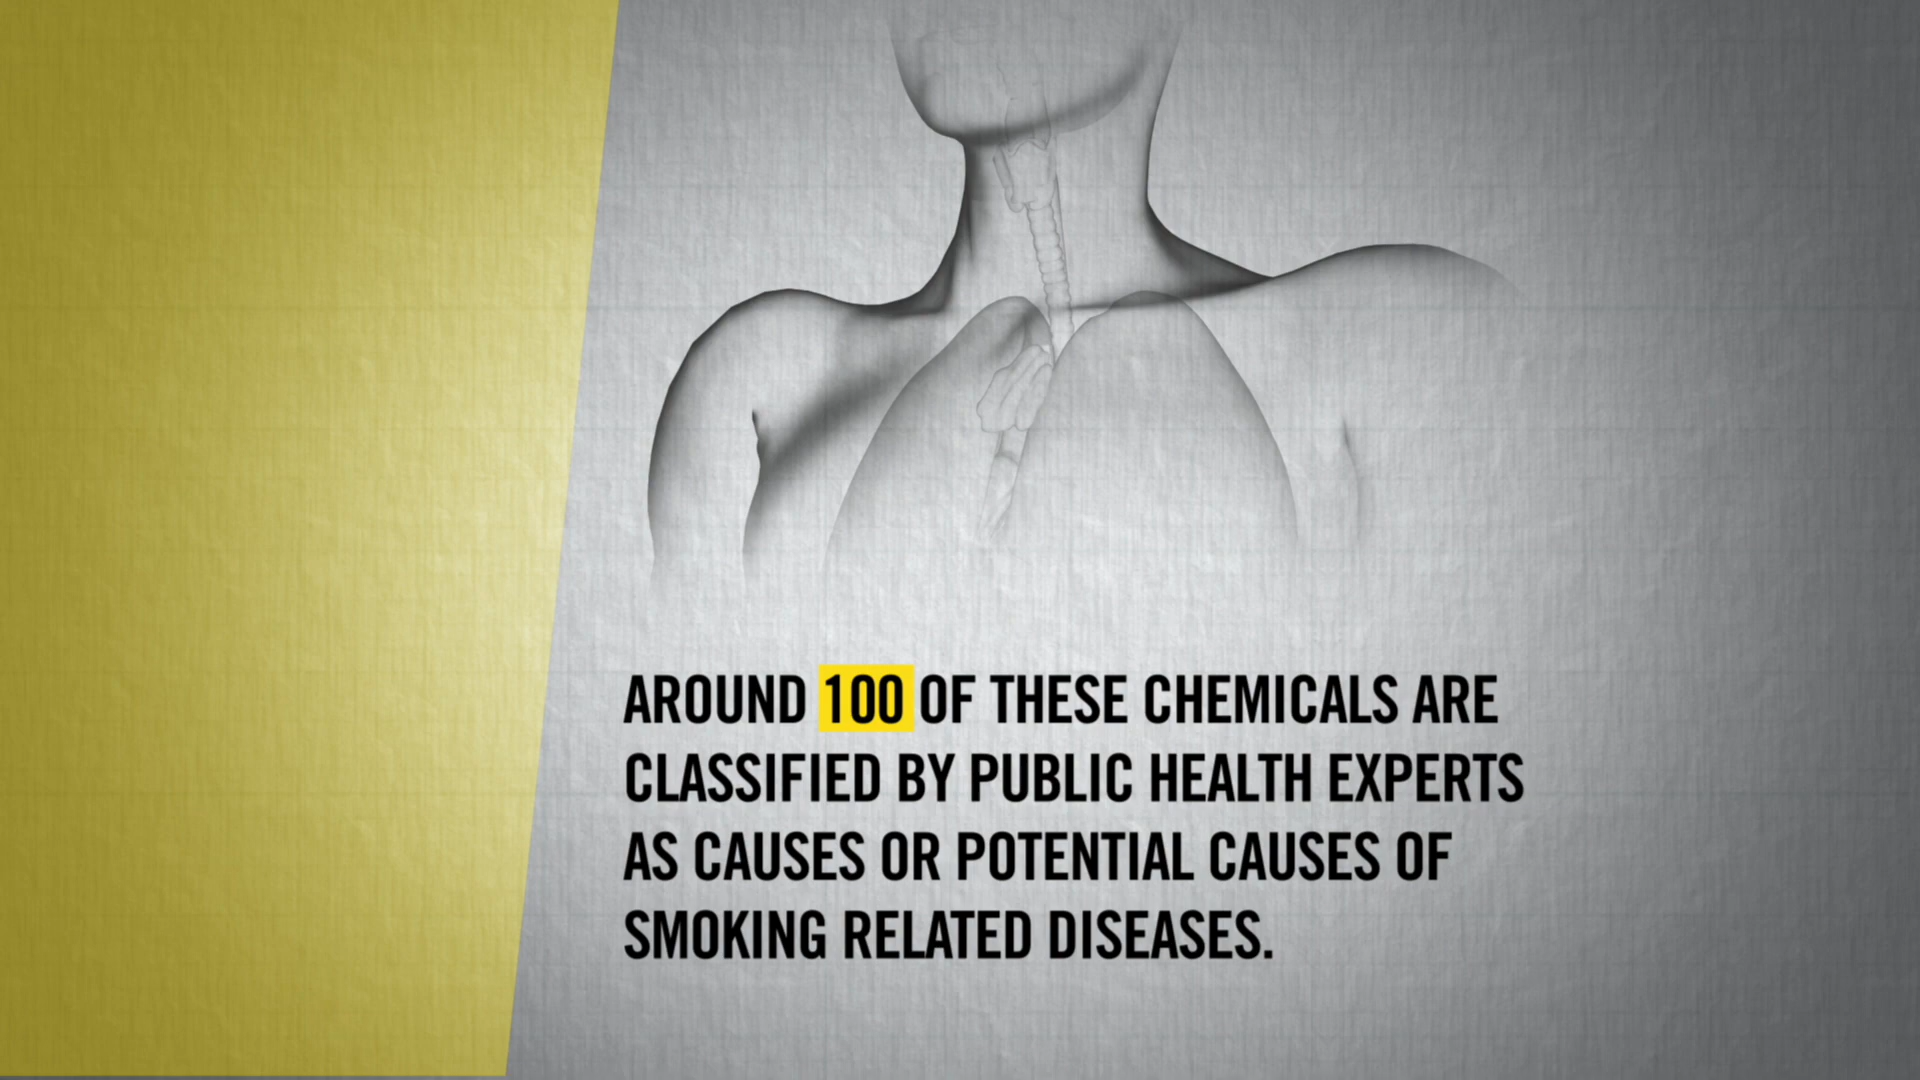 AROUND 100 OF THESE CHEMICALS ARE
CLASSIFIED BY PUBLIC HEALTH EXPERTS
AS CAUSES OR POTENTIAL CAUSES OF
SMOKING RELATED DISEASES.